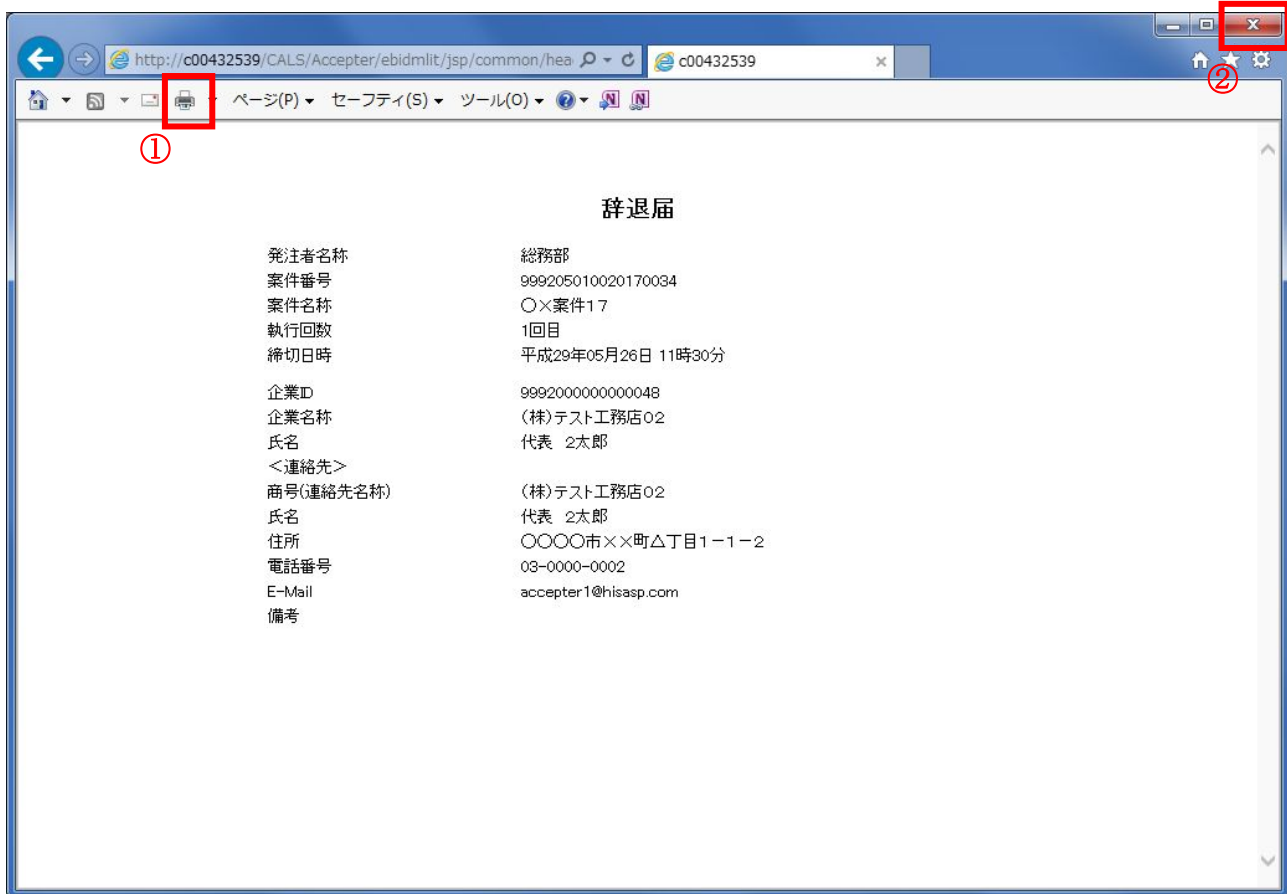 http://c00432539/CALS/Accepter/ebidmlit/jsp/common/hea c00432539
②
ページ(P) セーフティ(S) ツール(O)
①
辞退届
発注者名称 総務部
案件番号 999205010020170034
案件名称 ○×案件17
執行回数 1回目
締切日時 平成29年05月26日 11時30分
企業ID 9992000000000048
企業名称 (株)テスト工務店02
氏名 代表 2太郎
<連絡先>
商号(連絡先名称) (株)テスト工務店02
氏名 代表 2太郎
住所 ○○○○市××町△丁目1-1-2
電話番号 03-0000-0002
E-Mail accepter1@hisasp.com
備考